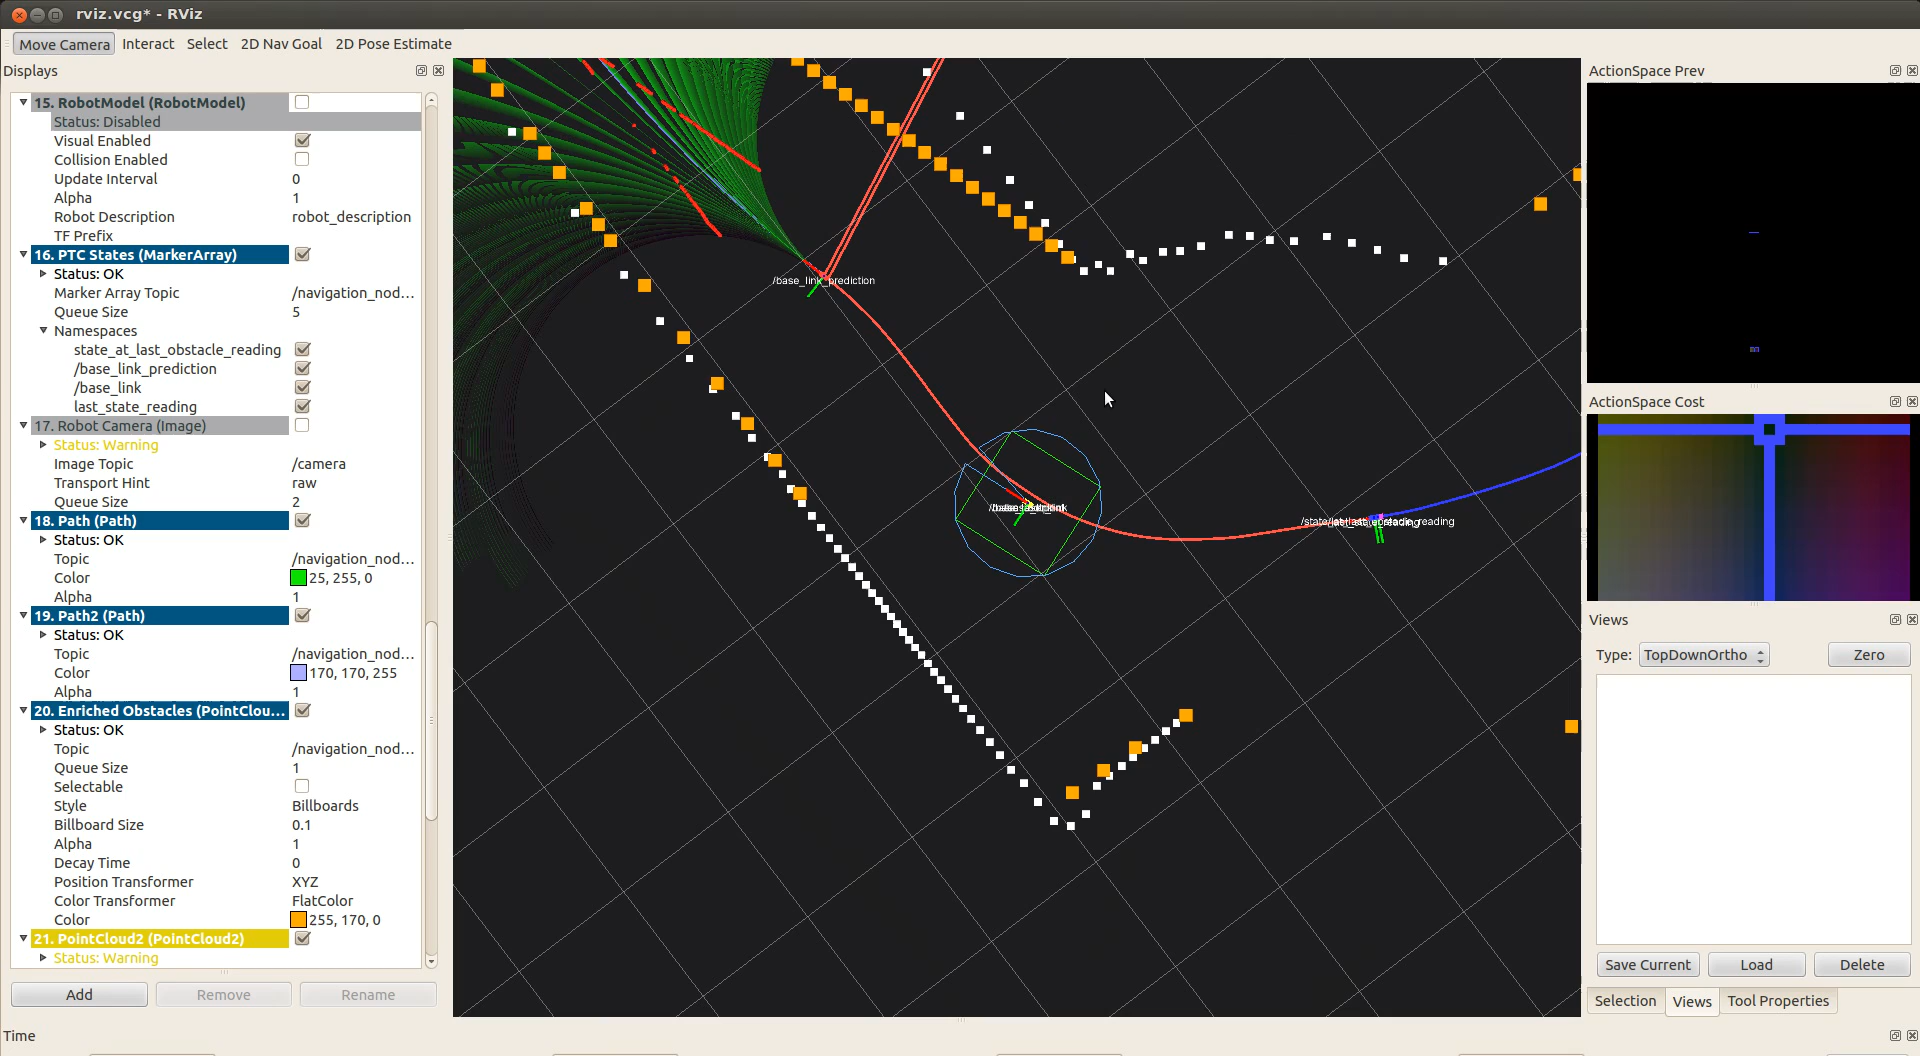 rviz.vcg* - RViz
Move Camera Interact Select 2D Nav Goal 2D Pose Estimate
Displays
15. RobotModel (RobotModel)
Status: Disabled
Visual Enabled
Collision Enabled
Update Interval 0
Alpha 1
Robot Description robot_description
TF Prefix
16. PTC States (MarkerArray)
Status: OK
Marker Array Topic /navigation_nod...
Queue Size 5
Namespaces
state_at_last_obstacle_reading
/base_link_prediction
/base_link
last_state_reading
17. Robot Camera (Image)
Status: Warning
Image Topic /camera
Transport Hint raw
Queue Size 2
18. Path (Path)
Status: OK
Topic /navigation_nod...
Color 25, 255, 0
Alpha 1
19. Path2 (Path)
Status: OK
Topic /navigation_nod...
Color 170, 170, 255
Alpha 1
20. Enriched Obstacles (PointClou...
Status: OK
Topic /navigation_nod...
Queue Size 1
Selectable
Style Billboards
Billboard Size 0.1
Alpha 1
Decay Time 0
Position Transformer XYZ
Color Transformer FlatColor
Color 255, 170, 0
21. PointCloud2 (PointCloud2)
Status: Warning
Add Remove Rename
Time
/base_link_prediction
ActionSpace Prev
ActionSpace Cost
Views
Type: TopDownOrtho Zero
Save Current Load Delete
Selection Views Tool Properties